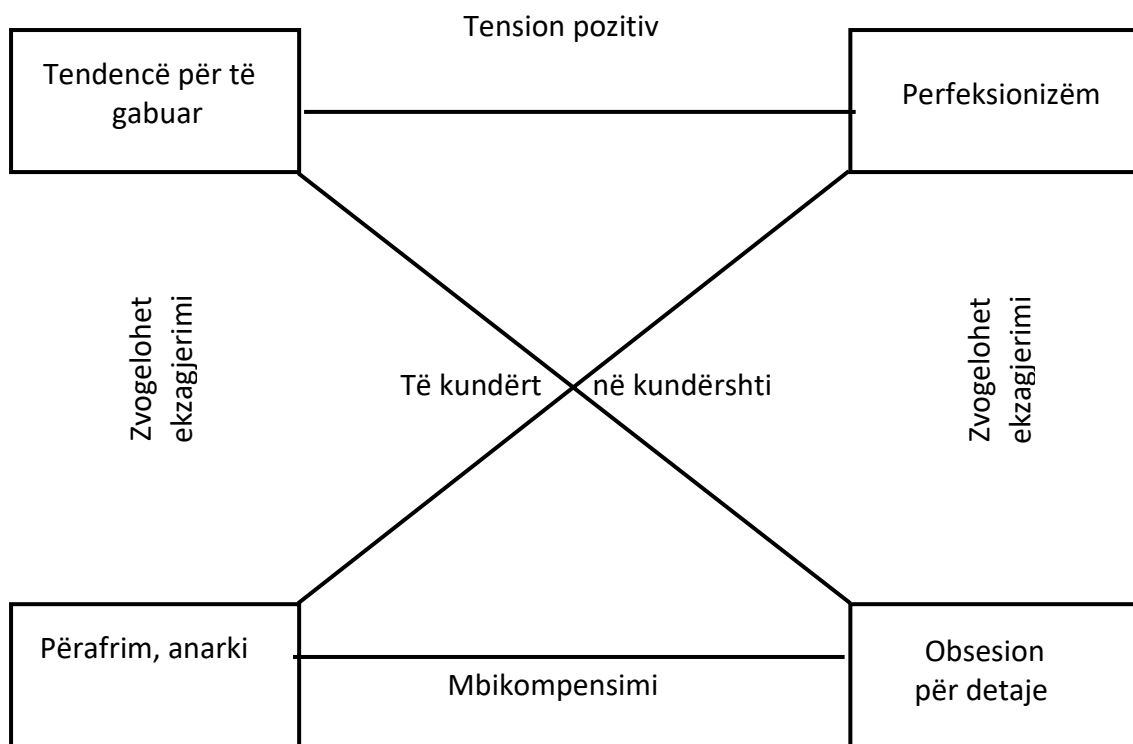 Tension pozitiv
Tendencë për të
gabuar
Perfeksionizëm
Zvogelohet
ekzagjerimi
Të kundërt
në kundërshti
Zvogelohet
ekzagjerimi
Përafrim, anarki
Mbikompensimi
Obsesion
për detaje